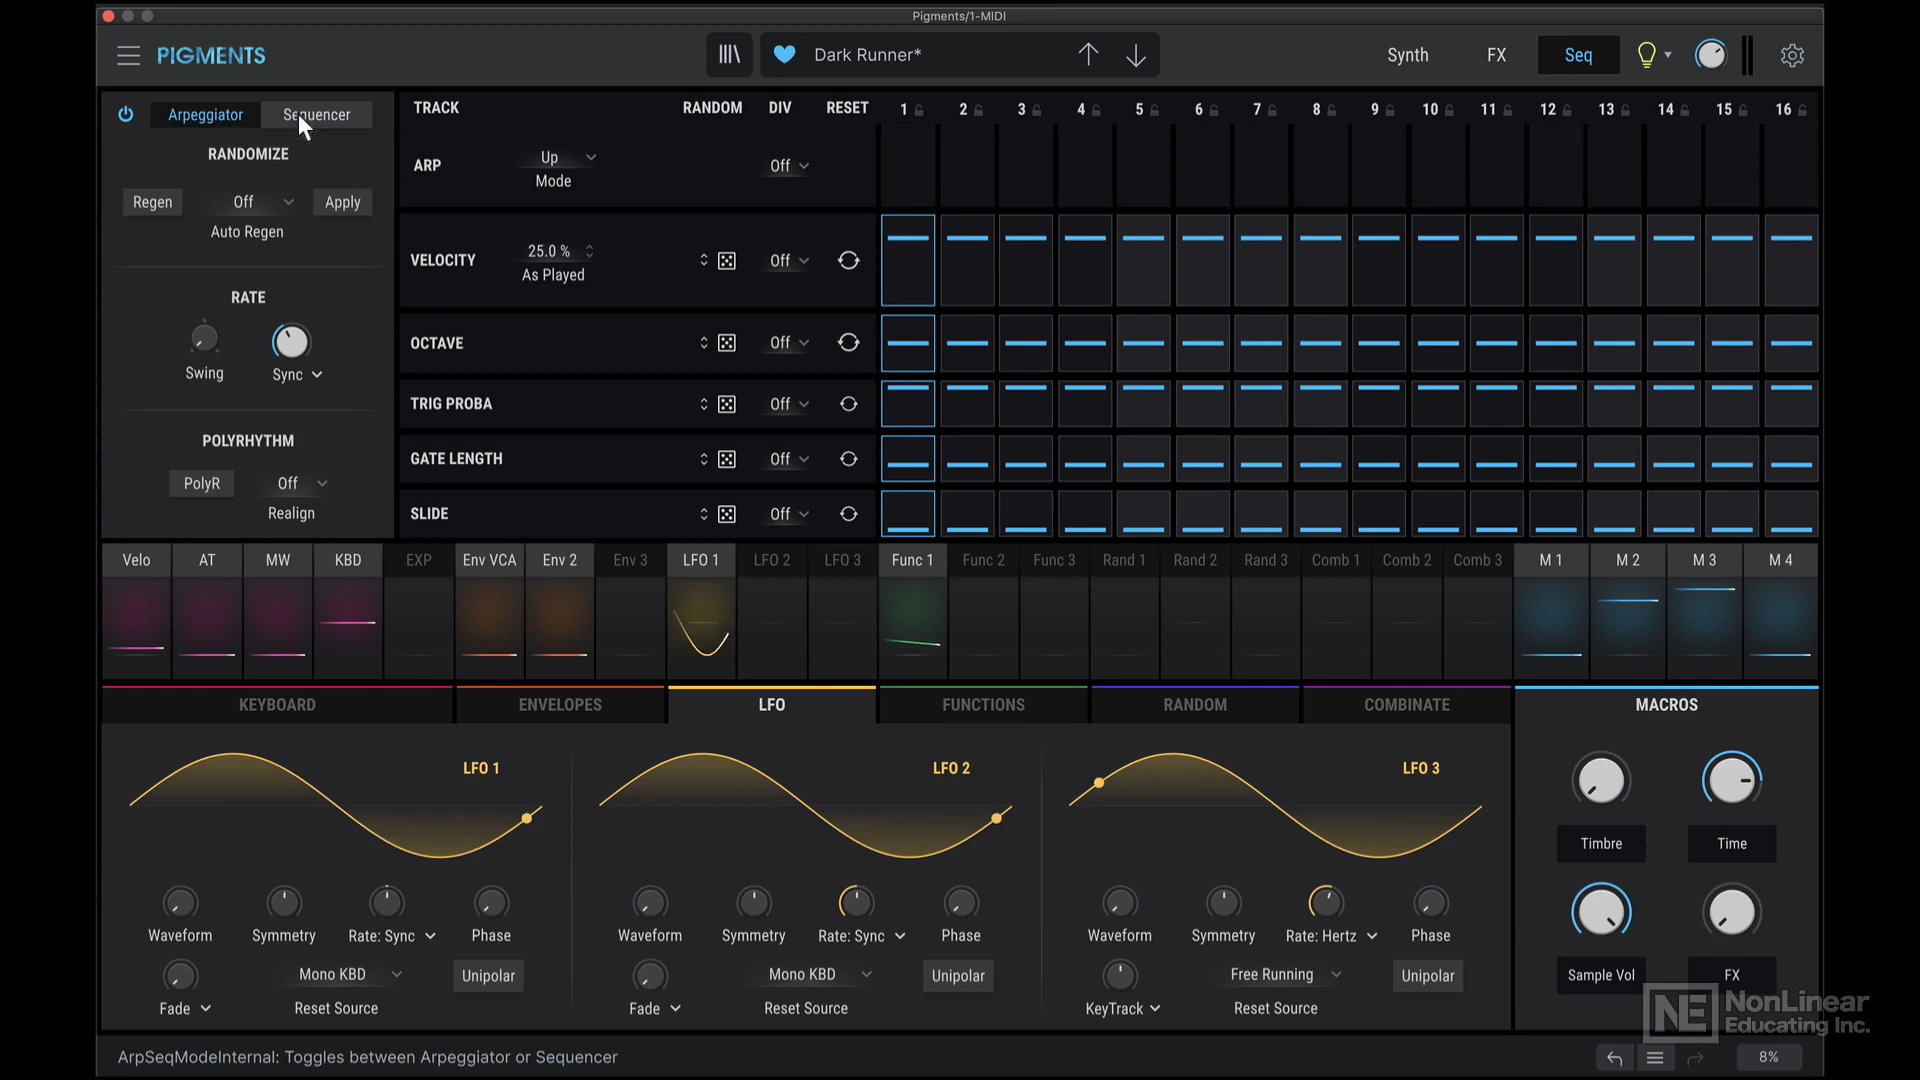 Pigments/1-MIDI
PIGMENTS
Dark Runner*
Synth FX Seq
Arpeggiator Sequencer
RANDOMIZE
Regen Off Apply
Auto Regen
RATE
Swing Sync
POLYRHYTHM
PolyR Off
Realign
TRACK RANDOM DIV RESET 1 2 3 4 5 6 7 8 9 10 11 12 13 14 15 16
ARP Up Off
Mode
VELOCITY 25.0 % Off
As Played
OCTAVE Off
TRIG PROBA Off
GATE LENGTH Off
SLIDE Off
Velo AT MW KBD EXP Env VCA Env 2 Env 3 LFO 1 LFO 2 LFO 3 Func 1 Func 2 Func 3 Rand 1 Rand 2 Rand 3 Comb 1 Comb 2 Comb 3 M 1 M 2 M 3 M 4
KEYBOARD ENVELOPES LFO FUNCTIONS RANDOM COMBINATE MACROS
LFO 1 LFO 2 LFO 3
Waveform Symmetry Rate: Sync Phase
Fade Mono KBD Unipolar
Reset Source
Waveform Symmetry Rate: Sync Phase
Fade Mono KBD Unipolar
Reset Source
Waveform Symmetry Rate: Hertz Phase
KeyTrack Free Running Unipolar
Reset Source
Timbre Time
Sample Vol FX
NE NonLinear
Educating Inc.
ArpSeqModeInternal: Toggles between Arpeggiator or Sequencer
8%